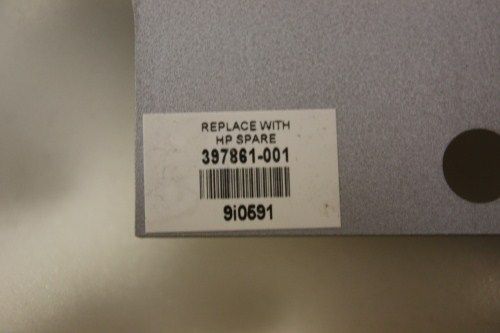 REPLACE WITH
HP SPARE
397861-001
9i0591